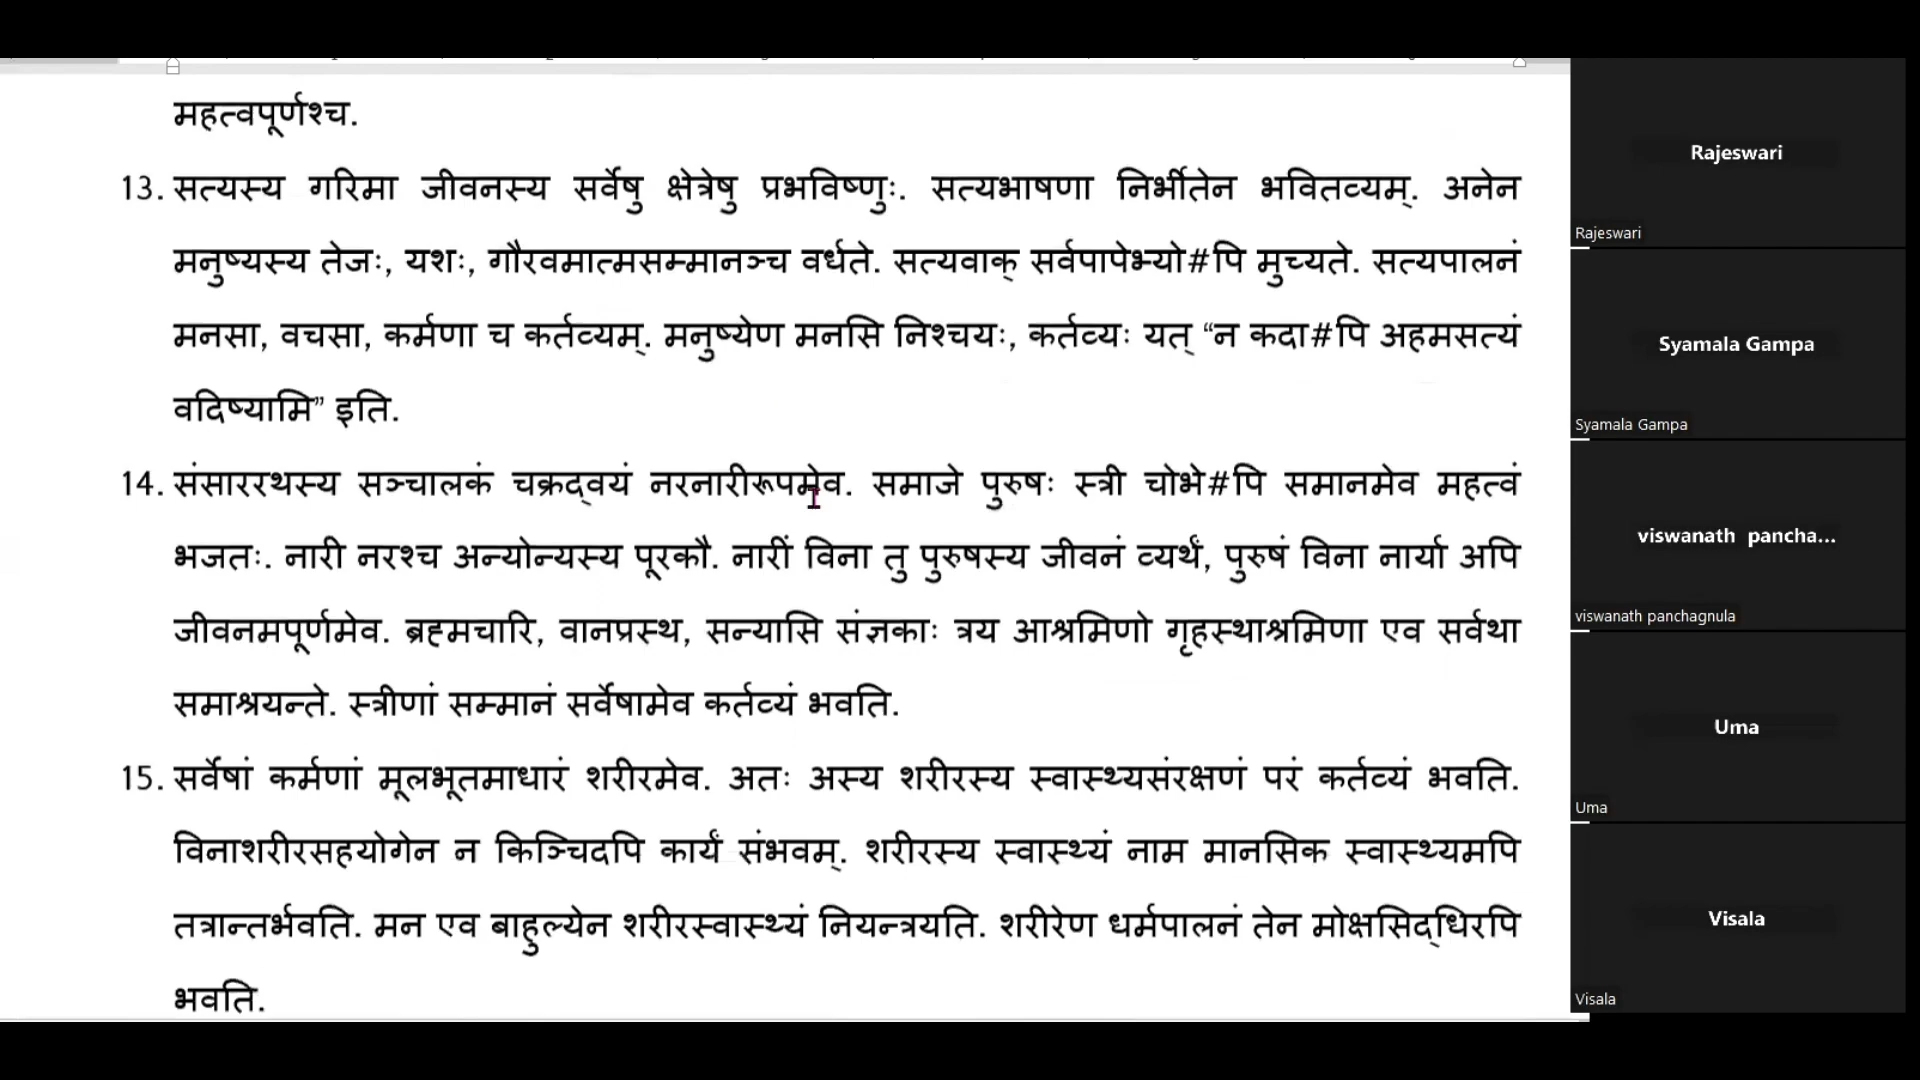 महत्वपूर्णश्च.
13. सत्यस्य गरिमा जीवनस्य सर्वेषु क्षेत्रेषु प्रभविष्णुः. सत्यभाषणा निर्भीतेन भवितव्यम्. अनेन
मनुष्यस्य तेजः, यशः, गौरवमात्मसम्मानञ्च वर्धते. सत्यवाक् सर्वपापेभ्यो#पि मुच्यते. सत्यपालनं
मनसा, वचसा, कर्मणा च कर्तव्यम्. मनुष्येण मनसि निश्चयः, कर्तव्यः यत् “न कदा#पि अहमसत्यं
वदिष्यामि” इति.
14. संसाररथस्य सञ्चालकं चक्रद्वयं नरनारीरूपमेव. समाजे पुरुषः स्त्री चोभे#पि समानमेव महत्वं
भजतः. नारी नरश्च अन्योन्यस्य पूरकौ. नारीं विना तु पुरुषस्य जीवनं व्यर्थं, पुरुषं विना नार्या अपि
जीवनमपूर्णमेव. ब्रह्मचारि, वानप्रस्थ, सन्यासि संज्ञकाः त्रय आश्रमिणो गृहस्थाश्रमिणा एव सर्वथा
समाश्रयन्ते. स्त्रीणां सम्मानं सर्वेषामेव कर्तव्यं भवति.
15. सर्वेषां कर्मणां मूलभूतमाधारं शरीरमेव. अतः अस्य शरीरस्य स्वास्थ्यसंरक्षणं परं कर्तव्यं भवति.
विनाशरीरसहयोगेन न किञ्चिदपि कार्यं संभवम्. शरीरस्य स्वास्थ्यं नाम मानसिक स्वास्थ्यमपि
तत्रान्तर्भवति. मन एव बाहुल्येन शरीरस्वास्थ्यं नियन्त्रयति. शरीरेण धर्मपालनं तेन मोक्षसिद्धिरपि
भवति.
Rajeswari
Rajeswari
Syamala Gampa
Syamala Gampa
viswanath pancha...
viswanath panchagnula
Uma
Uma
Visala
Visala